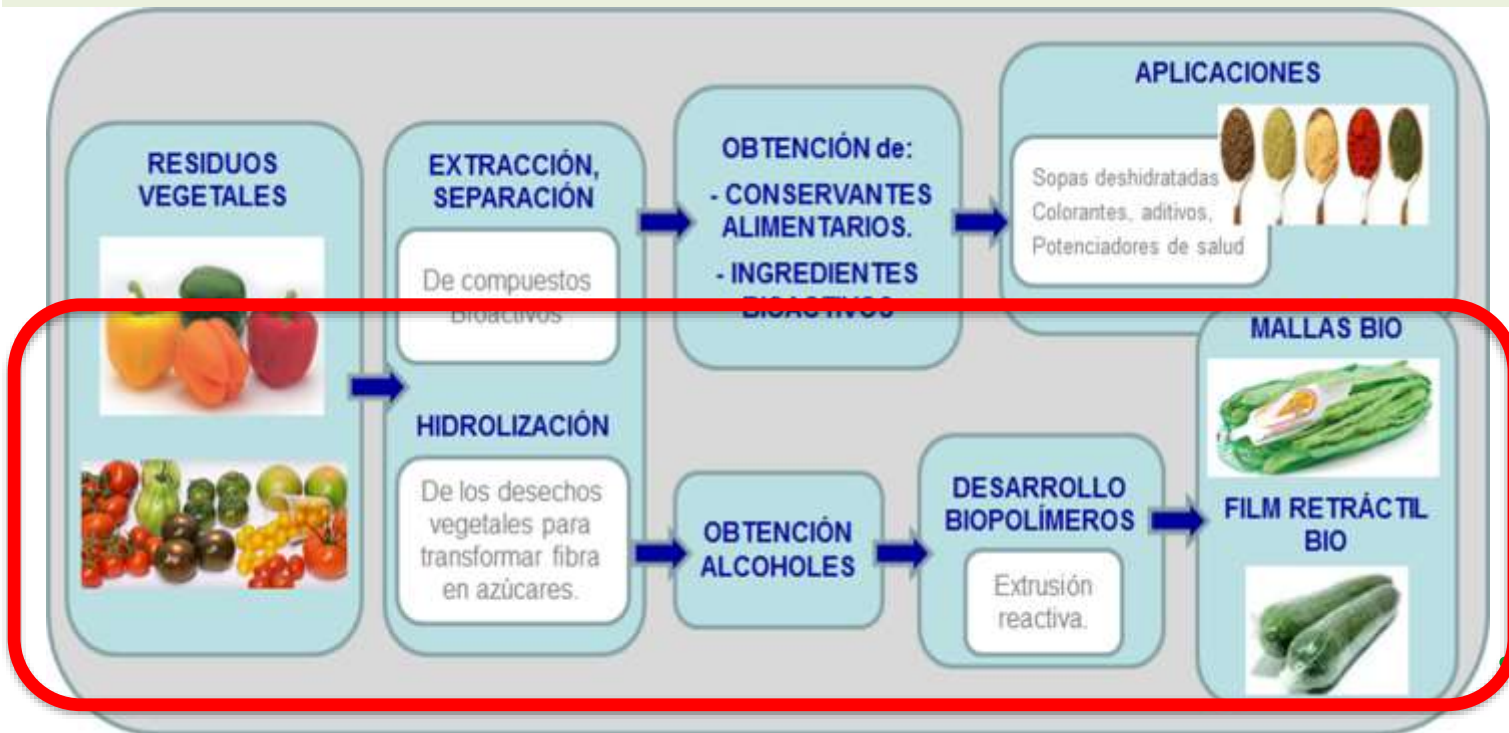 RESIDUOS
VEGETALES
EXTRACCIÓN,
SEPARACIÓN
De compuestos
Bioactivos
HIDROLIZACIÓN
De los desechos
vegetales para
transformar fibra
en azúcares.
OBTENCIÓN de:
- CONSERVANTES
ALIMENTARIOS.
- INGREDIENTES
BIOACTIVOS
APLICACIONES
Sopas deshidratadas
Colorantes, aditivos,
Potenciadores de salud
OBTENCIÓN
ALCOHOLES
DESARROLLO
BIOPOLÍMEROS
Extrusión
reactiva.
MALLAS BIO
FILM RETRÁCTIL
BIO